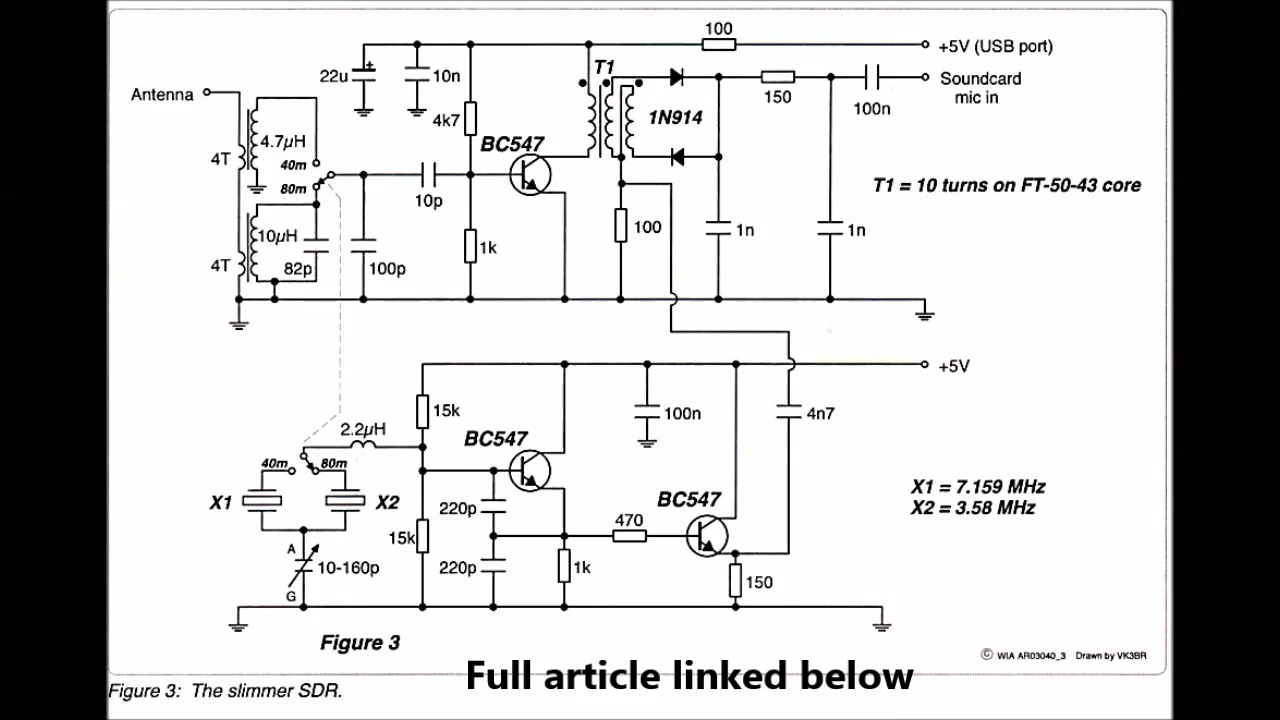 100
+5V (USB port)
22u
+
10n
T1
Soundcard
mic in
Antenna
150
100n
4k7
1N914
4.7µH
BC547
4T
40m
80m
10p
T1 = 10 turns on FT-50-43 core
10µH
1k
100
1n
1n
4T
82p
100p
+5V
15k
100n
4n7
2.2µH
BC547
40m
80m
X1
X2
BC547
X1 = 7.159 MHz
X2 = 3.58 MHz
220p
470
15k
A
10-160p
G
220p
1k
150
Figure 3
© WIA AR03040_3 Drawn by VK3BR
Full article linked below
Figure 3: The slimmer SDR.